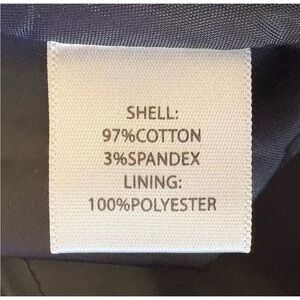 SHELL:
97%COTTON
3%SPANDEX
LINING:
100%POLYESTER